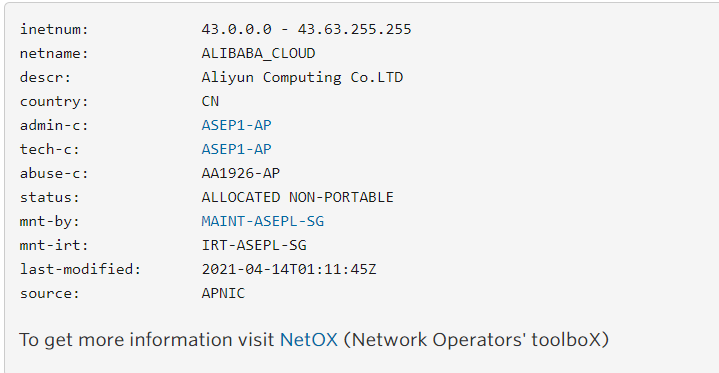 inetnum: 43.0.0.0 - 43.63.255.255
netname: ALIBABA_CLOUD
descr: Aliyun Computing Co.LTD
country: CN
admin-c: ASEP1-AP
tech-c: ASEP1-AP
abuse-c: AA1926-AP
status: ALLOCATED NON-PORTABLE
mnt-by: MAINT-ASEPL-SG
mnt-irt: IRT-ASEPL-SG
last-modified: 2021-04-14T01:11:45Z
source: APNIC
To get more information visit NetOX (Network Operators' toolboX)